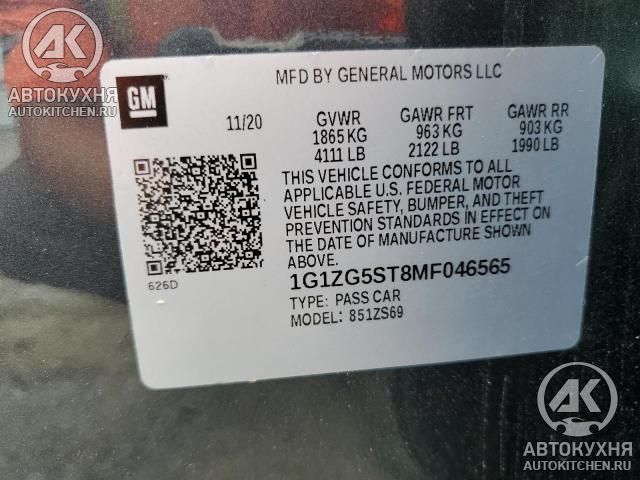 АК
АВТОКУХНЯ
AUTOKITCHEN.RU
GM
MFD BY GENERAL MOTORS LLC
11/20 GVWR GAWR FRT GAWR RR
1865 KG 963 KG 903 KG
4111 LB 2122 LB 1990 LB
THIS VEHICLE CONFORMS TO ALL
APPLICABLE U.S. FEDERAL MOTOR
VEHICLE SAFETY, BUMPER, AND THEFT
PREVENTION STANDARDS IN EFFECT ON
THE DATE OF MANUFACTURE SHOWN
ABOVE.
626D
1G1ZG5ST8MF046565
TYPE: PASS CAR
MODEL: 851ZS69
АК
АВТОКУХНЯ
AUTOKITCHEN.RU